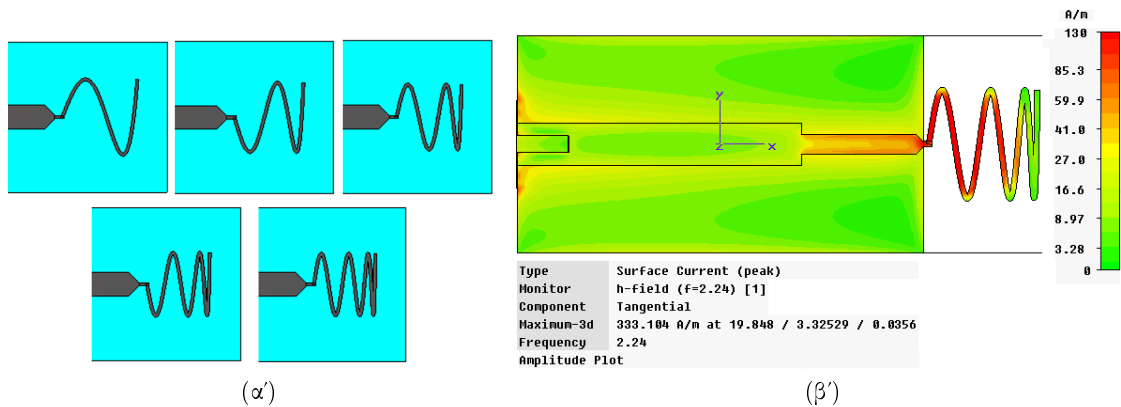 A/m
130
85.3
59.9
41.0
27.0
16.6
8.97
3.28
0
y
z x
Type Surface Current (peak)
Monitor h-field (f=2.24) [1]
Component Tangential
Maximum-3d 333.104 A/m at 19.848 / 3.32529 / 0.0356
Frequency 2.24
Amplitude Plot
(α') (β')